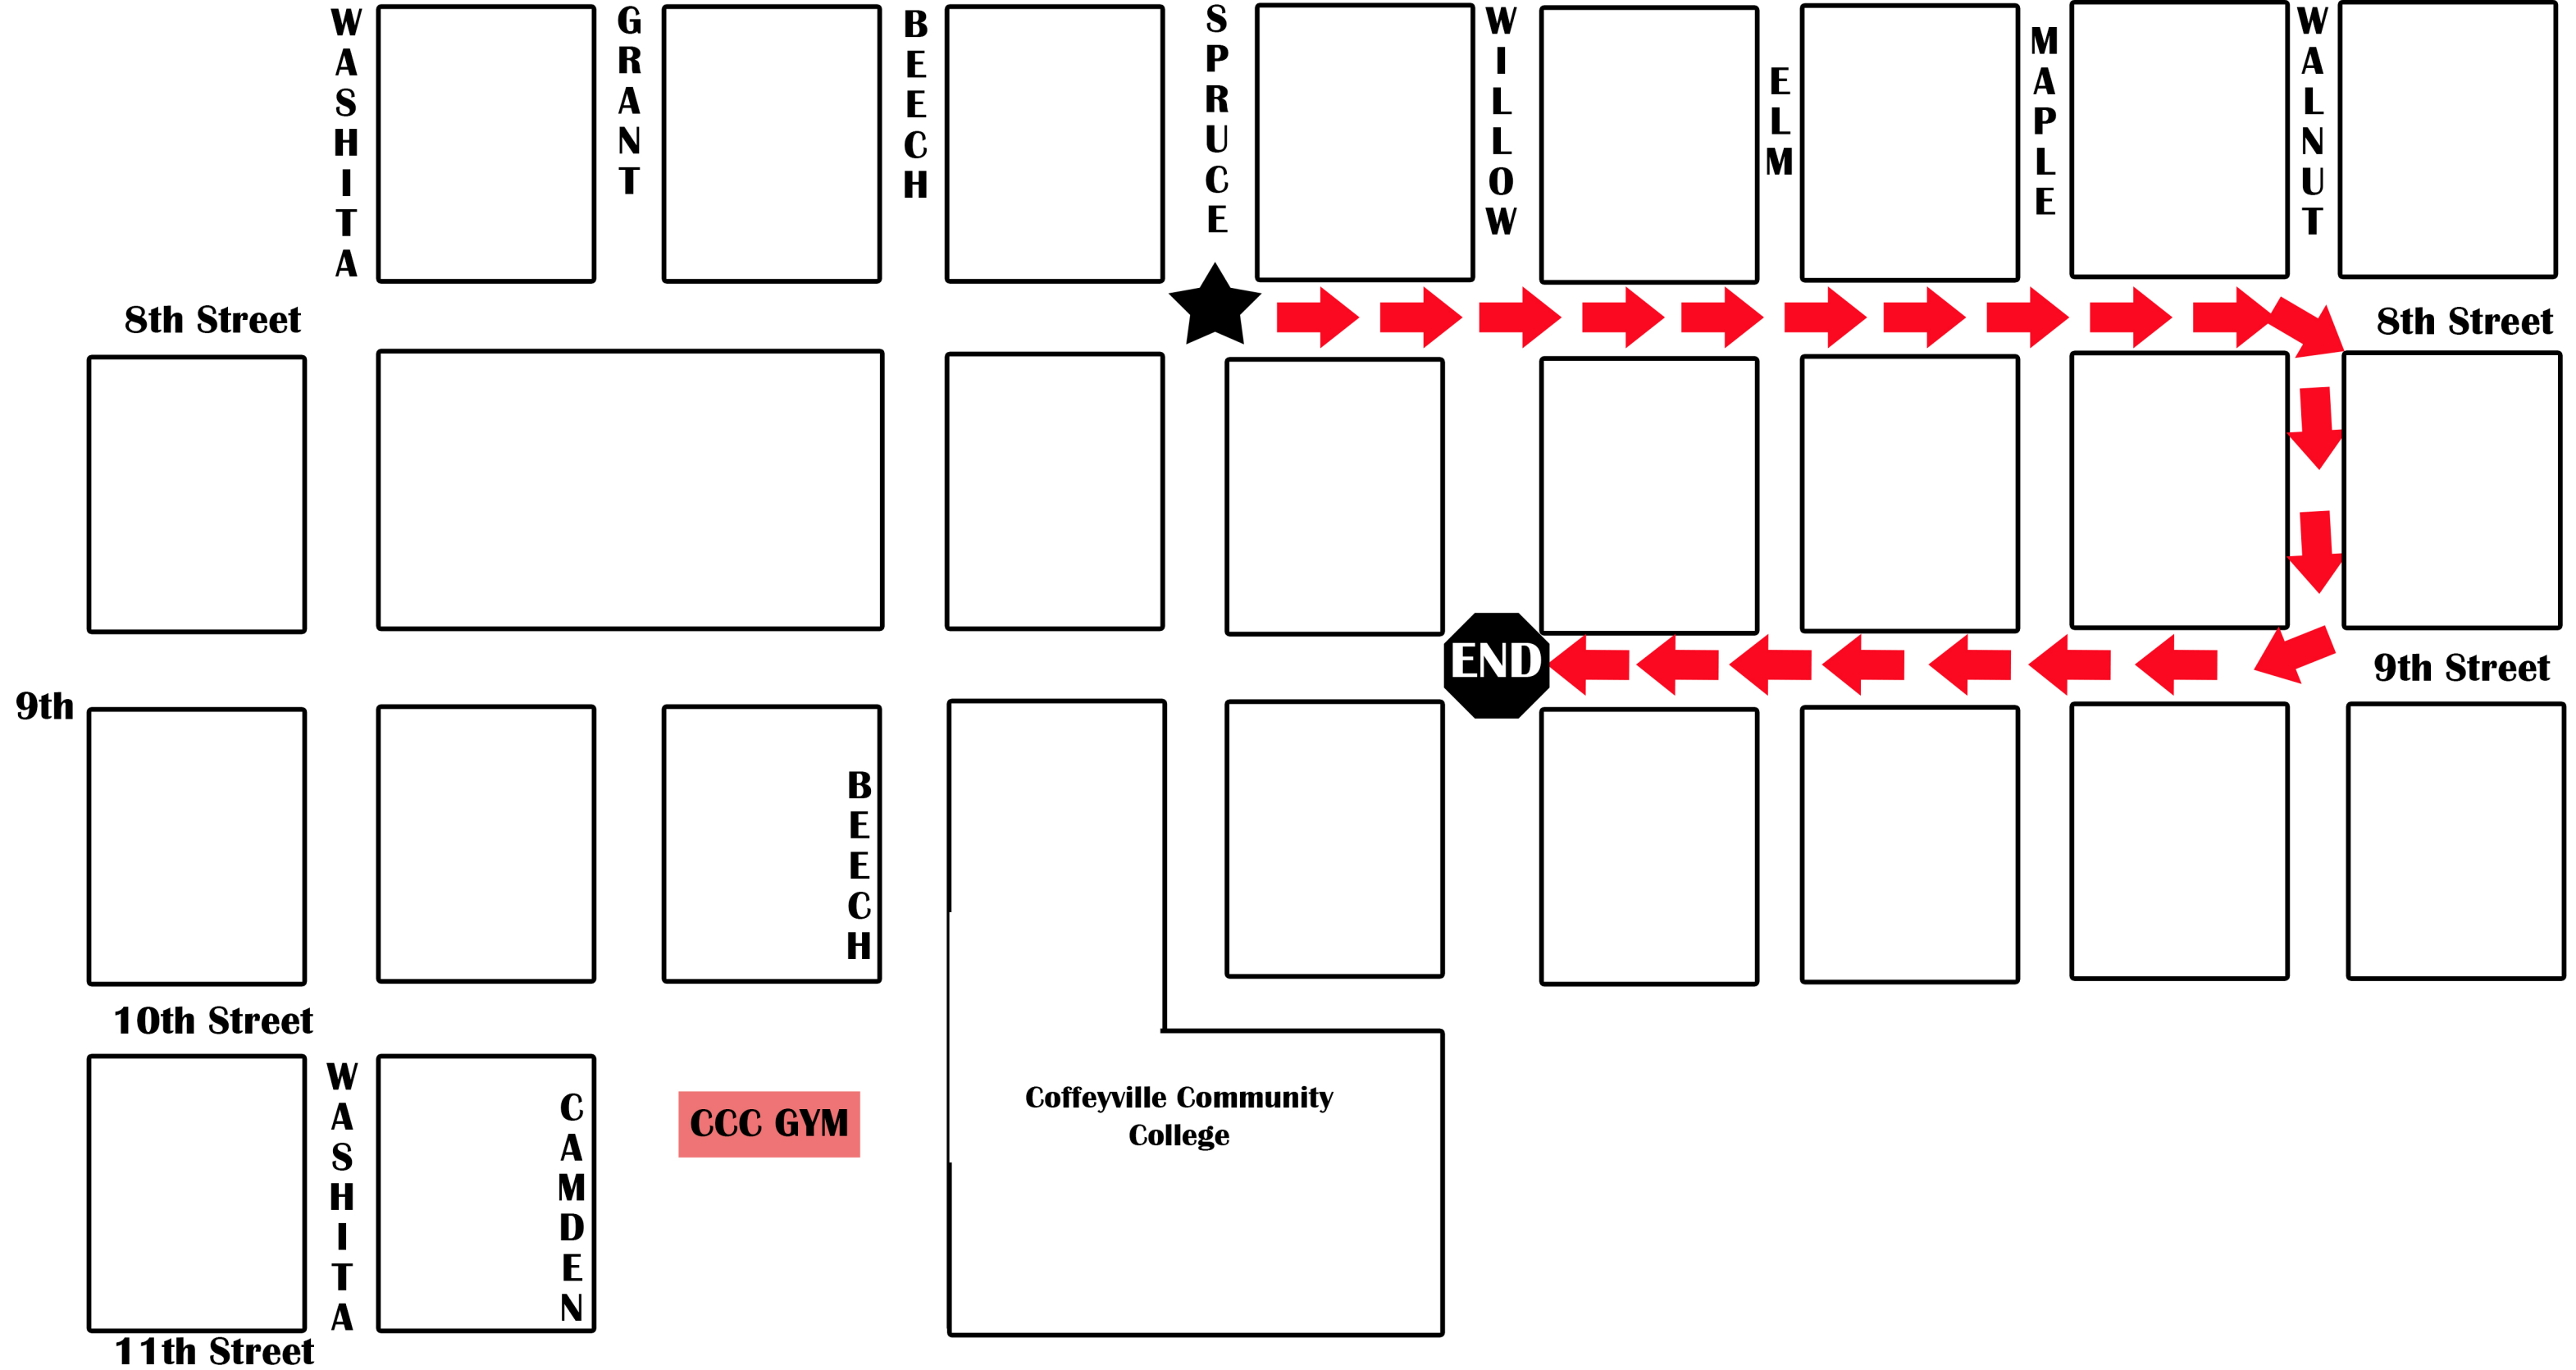 WASHITA
GRANT
BEECH
SPRUCE
WILLOW
ELM
MAPLE
WALNUT
8th Street
8th Street
END
9th Street
9th
BEECH
10th Street
WASHITA
CAMDEN
CCC GYM
Coffeyville Community
College
11th Street